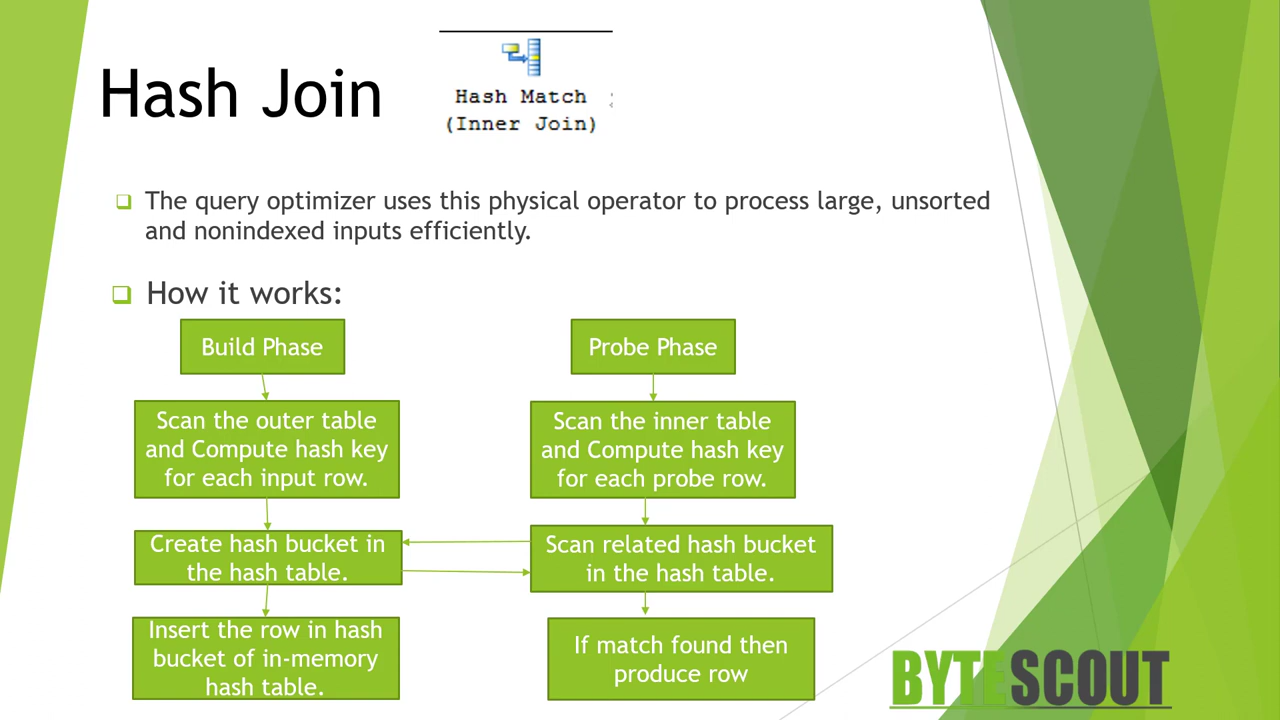 Hash Join
Hash Match
(Inner Join)
The query optimizer uses this physical operator to process large, unsorted
and nonindexed inputs efficiently.
How it works:
Build Phase
Scan the outer table
and Compute hash key
for each input row.
Create hash bucket in
the hash table.
Insert the row in hash
bucket of in-memory
hash table.
Probe Phase
Scan the inner table
and Compute hash key
for each probe row.
Scan related hash bucket
in the hash table.
If match found then
produce row
BYTESCOUT